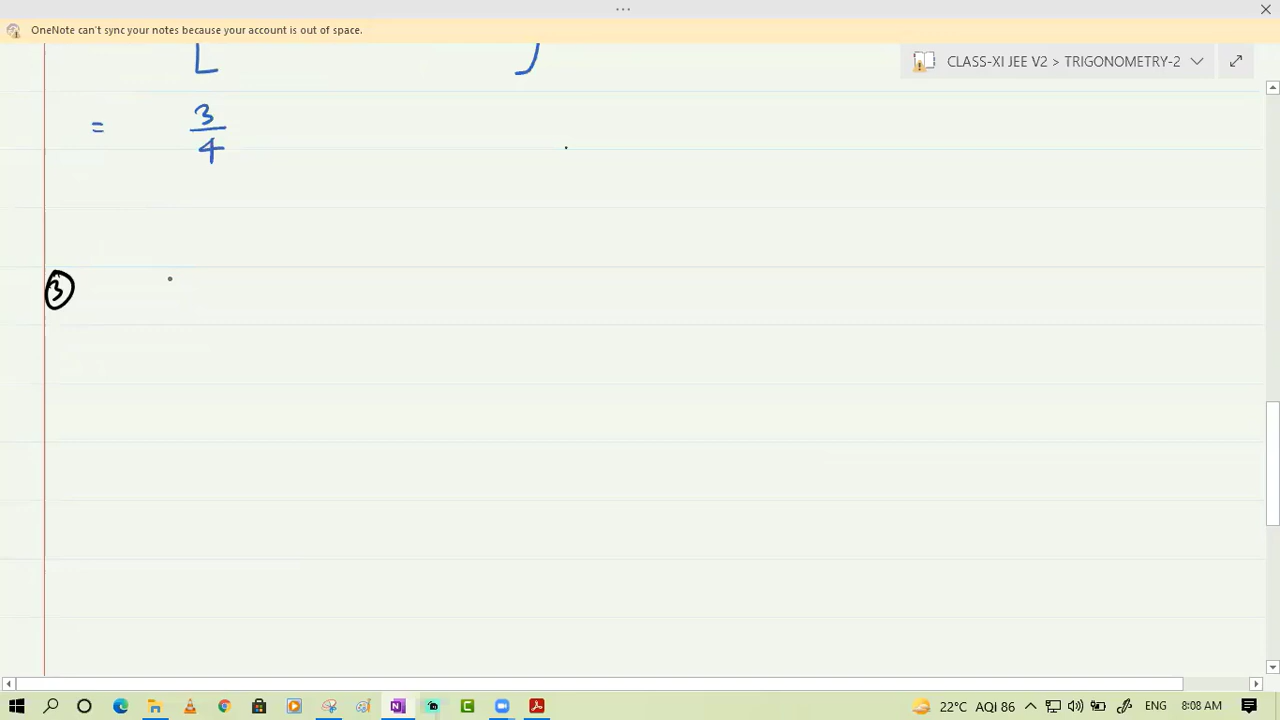 OneNote can't sync your notes because your account is out of space.
CLASS-XI JEE V2 > TRIGONOMETRY-2
= 3/4
3
22°C AQI 86
ENG
8:08 AM